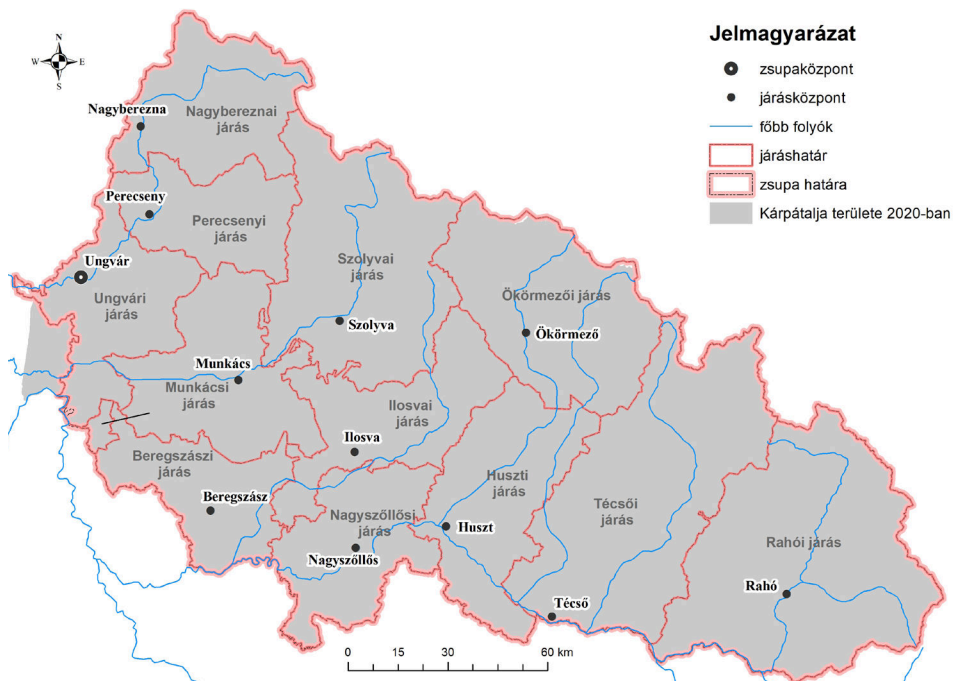 Jelmagyarázat
zsupaközpont
járásközpont
főbb folyók
járáshatár
zsupa határa
Kárpátalja területe 2020-ban
N
W
E
S
Nagyberezna
Nagybereznai
járás
Perecseny
Perecsenyi
járás
Ungvár
Ungvári
járás
Szolyvai
járás
Szolyva
Ökörmezői járás
Ökörmező
Munkács
Munkácsi
járás
Ilosvai
járás
Ilosva
Beregszászi
járás
Beregszász
Huszti
járás
Huszt
Nagyszőllősi
járás
Nagyszőllős
Técsői
járás
Técső
Rahói járás
Rahó
0 15 30 60 km